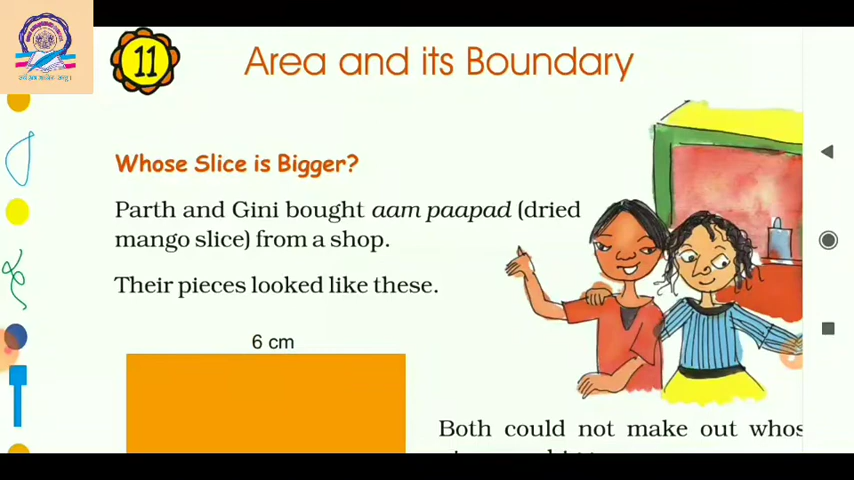 11
Area and its Boundary
Whose Slice is Bigger?
Parth and Gini bought aam paapad (dried
mango slice) from a shop.
Their pieces looked like these.
6 cm
Both could not make out whos